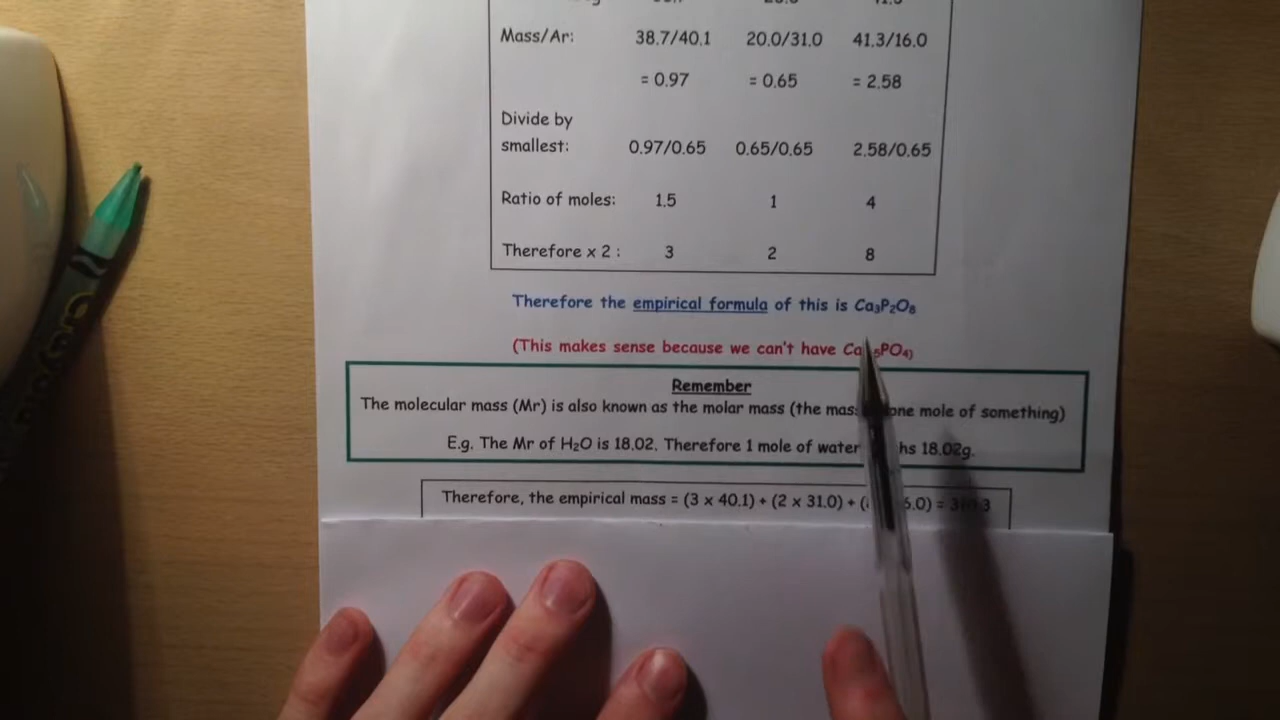 Mass/Ar: 38.7/40.1 20.0/31.0 41.3/16.0
= 0.97 = 0.65 = 2.58
Divide by
smallest: 0.97/0.65 0.65/0.65 2.58/0.65
Ratio of moles: 1.5 1 4
Therefore x 2 : 3 2 8
Therefore the empirical formula of this is Ca₃P₂O₈
(This makes sense because we can't have PO₄)
Remember
The molecular mass (Mr) is also known as the molar mass (the one mole of something)
E.g. The Mr of H₂O is 18.02. Therefore 1 mole of water 18.02g.
Therefore, the empirical mass = (3 x 40.1) + (2 x 31.0) + =